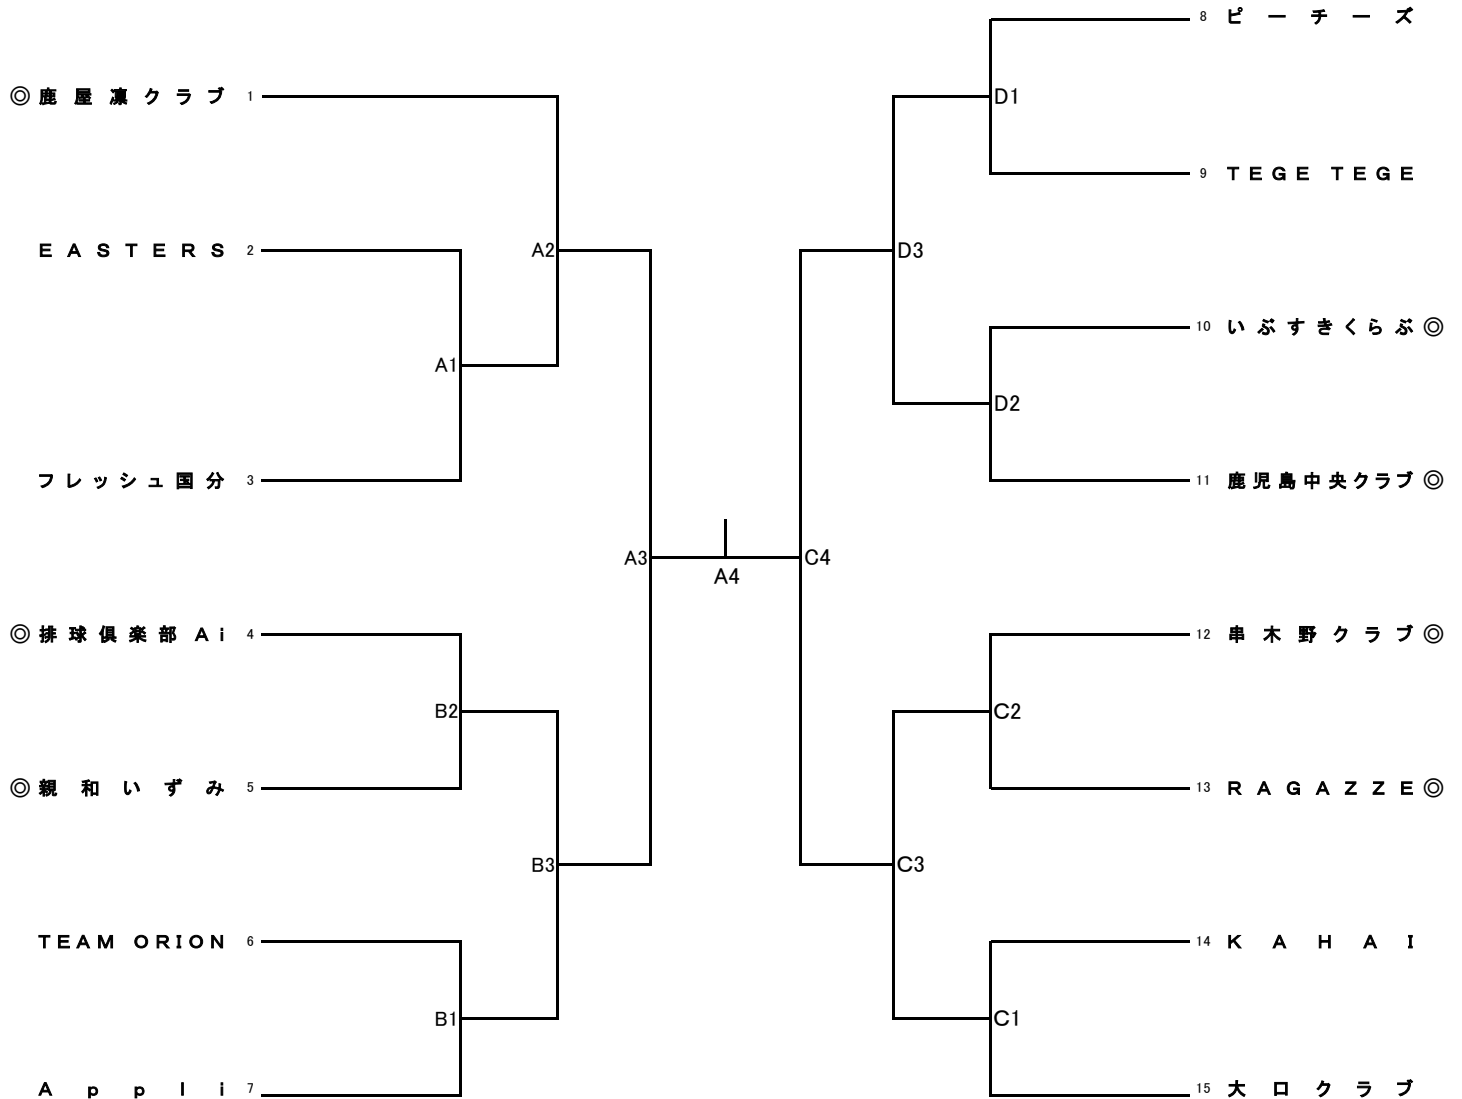 ◎ 鹿屋凛クラブ 1
EASTERS 2
フレッシュ国分 3
◎ 排球倶楽部Ai 4
◎ 親和いずみ 5
TEAM ORION 6
Appli 7
A2
A1
A3
B2
B3
B1
A4
D1
D3
D2
C4
C2
C3
C1
8 ピーチーズ
9 TEGE TEGE
10 いぶすきくらぶ ◎
11 鹿児島中央クラブ ◎
12 串木野クラブ ◎
13 RAGAZZE ◎
14 KAHAI
15 大口クラブ